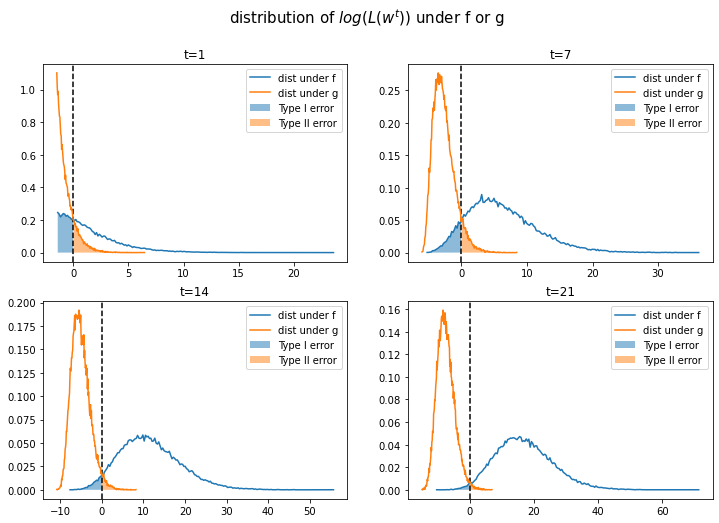 distribution of log(L(w^t)) under f or g
t=1
1.0
0.8
0.6
0.4
0.2
0.0
0
5
10
15
20
dist under f
dist under g
Type I error
Type II error
t=7
0.25
0.20
0.15
0.10
0.05
0.00
0
10
20
30
dist under f
dist under g
Type I error
Type II error
t=14
0.200
0.175
0.150
0.125
0.100
0.075
0.050
0.025
0.000
−10
0
10
20
30
40
50
dist under f
dist under g
Type I error
Type II error
t=21
0.16
0.14
0.12
0.10
0.08
0.06
0.04
0.02
0.00
0
20
40
60
dist under f
dist under g
Type I error
Type II error